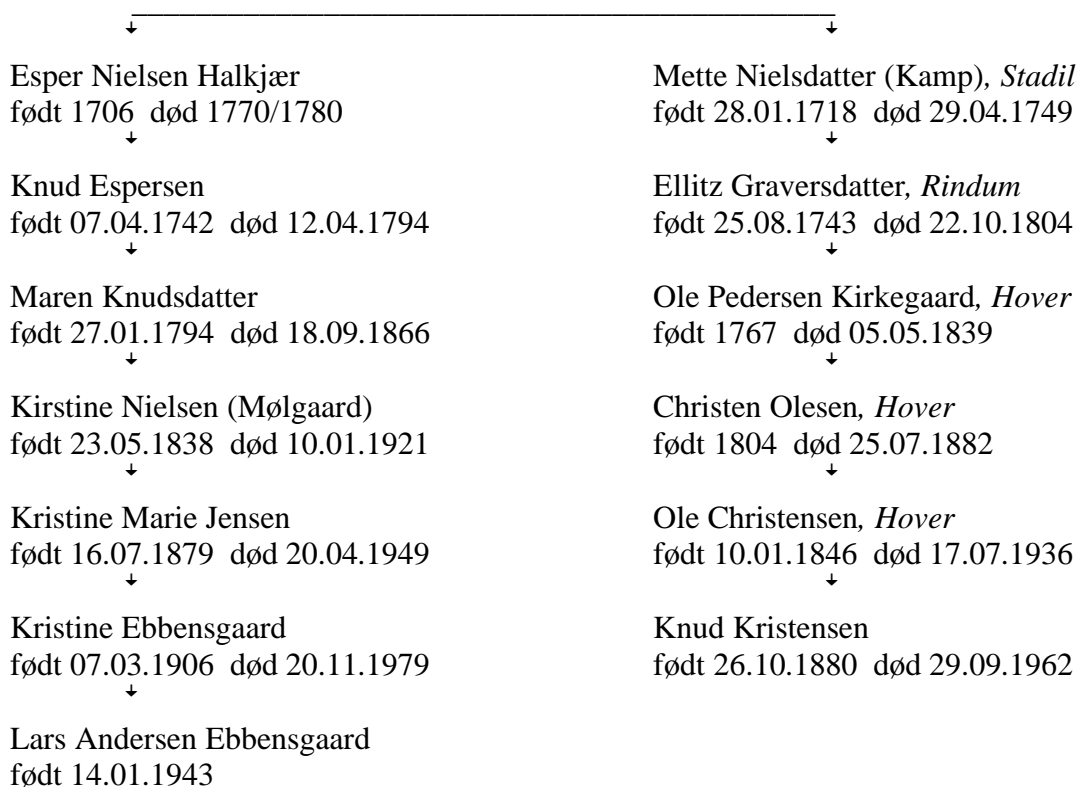 Esper Nielsen Halkjær
født 1706  død 1770/1780
Knud Espersen
født 07.04.1742  død 12.04.1794
Maren Knudsdatter
født 27.01.1794  død 18.09.1866
Kirstine Nielsen (Mølgaard)
født 23.05.1838  død 10.01.1921
Kristine Marie Jensen
født 16.07.1879  død 20.04.1949
Kristine Ebbensgaard
født 07.03.1906  død 20.11.1979
Lars Andersen Ebbensgaard
født 14.01.1943
Mette Nielsdatter (Kamp), Stadil
født 28.01.1718  død 29.04.1749
Ellitz Graversdatter, Rindum
født 25.08.1743  død 22.10.1804
Ole Pedersen Kirkegaard, Hover
født 1767  død 05.05.1839
Christen Olesen, Hover
født 1804  død 25.07.1882
Ole Christensen, Hover
født 10.01.1846  død 17.07.1936
Knud Kristensen
født 26.10.1880  død 29.09.1962